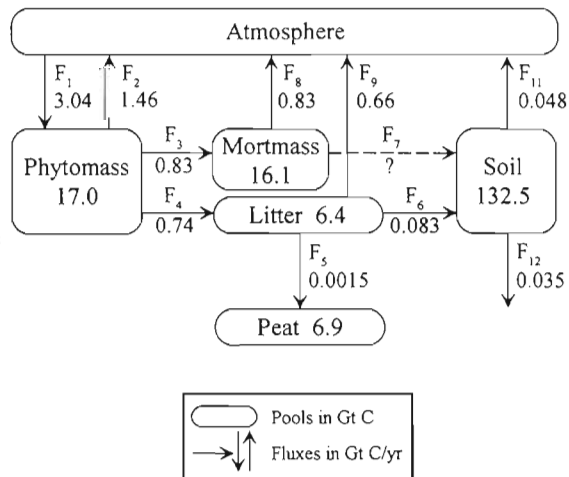 Atmosphere
F₁
3.04
F₂
1.46
F₈
0.83
F₉
0.66
F₁₁
0.048
Phytomass
17.0
F₃
0.83
Mortmass
16.1
F₇
?
Soil
132.5
F₄
0.74
Litter 6.4
F₆
0.083
F₅
0.0015
F₁₂
0.035
Peat 6.9
Pools in Gt C
Fluxes in Gt C/yr